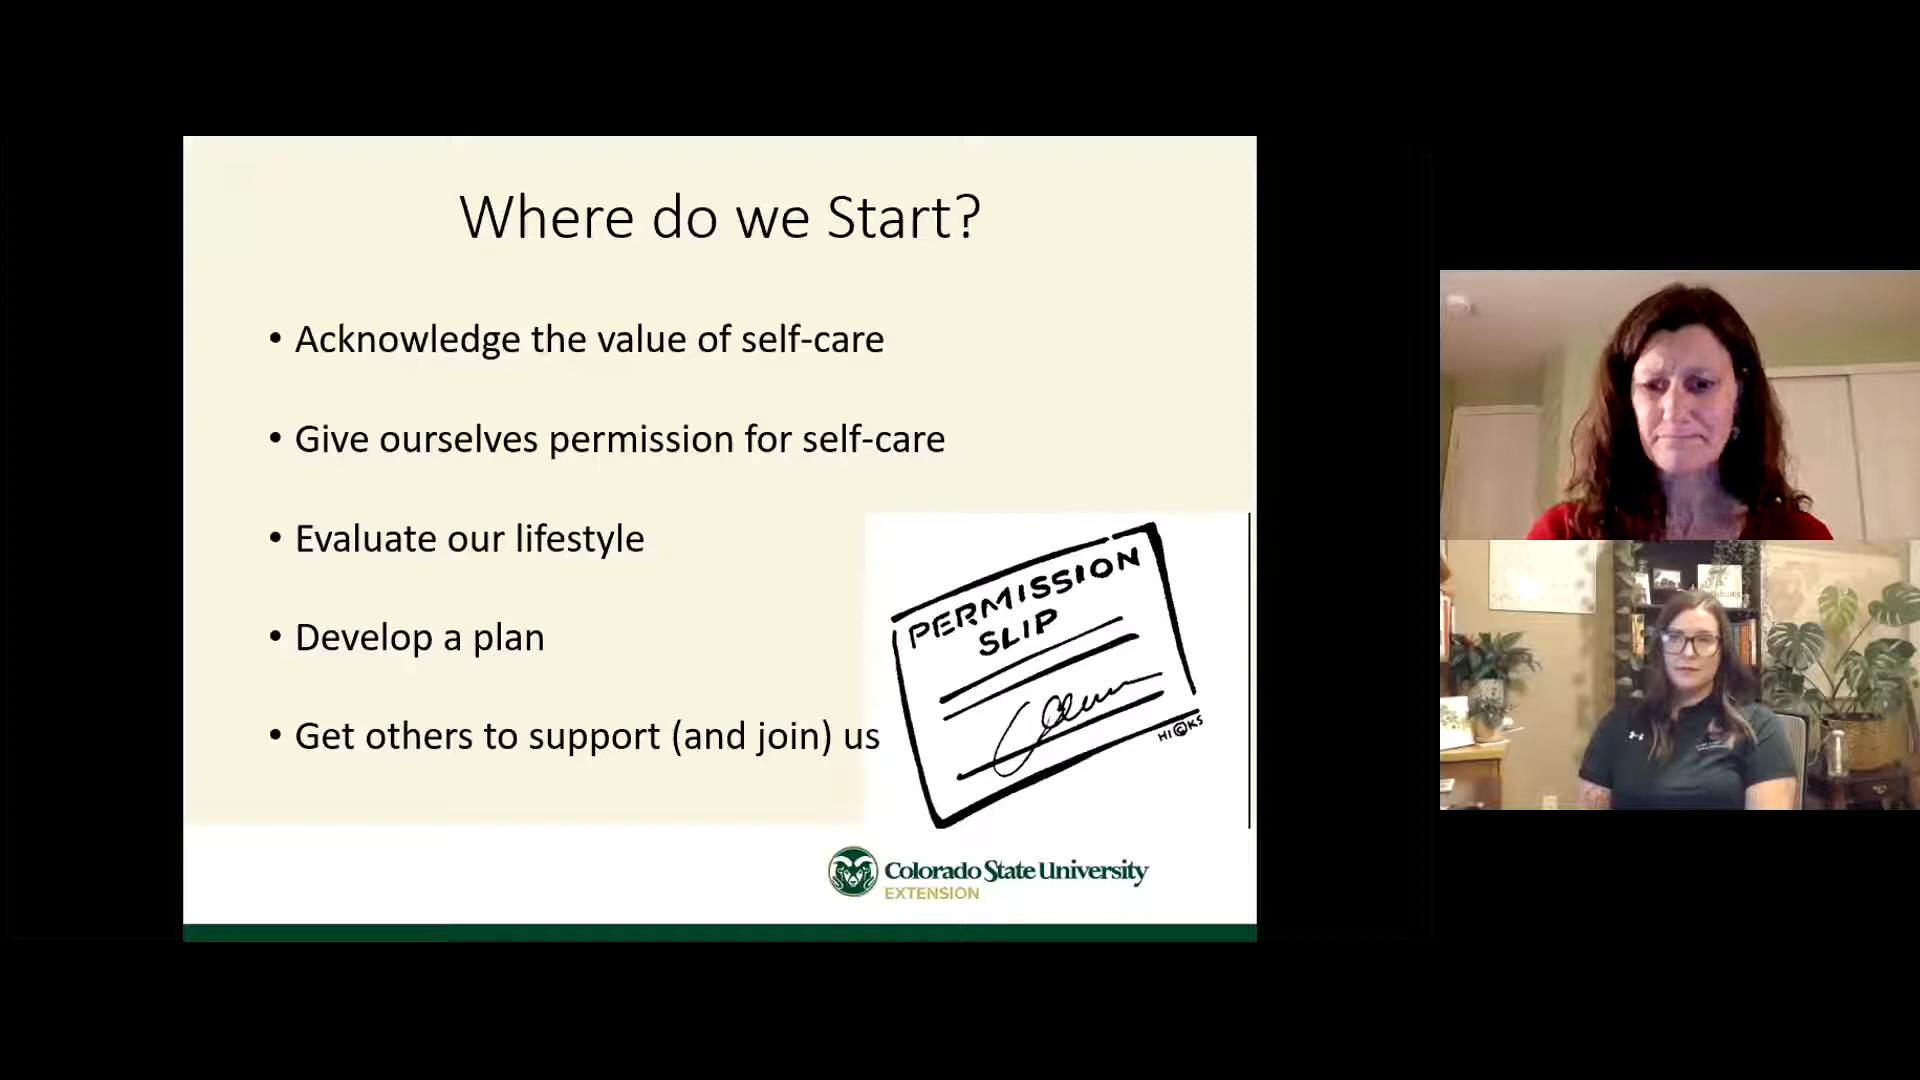 Where do we Start?
• Acknowledge the value of self-care
• Give ourselves permission for self-care
• Evaluate our lifestyle
• Develop a plan
• Get others to support (and join) us
PERMISSION
SLIP
HICKS
Colorado State University
EXTENSION